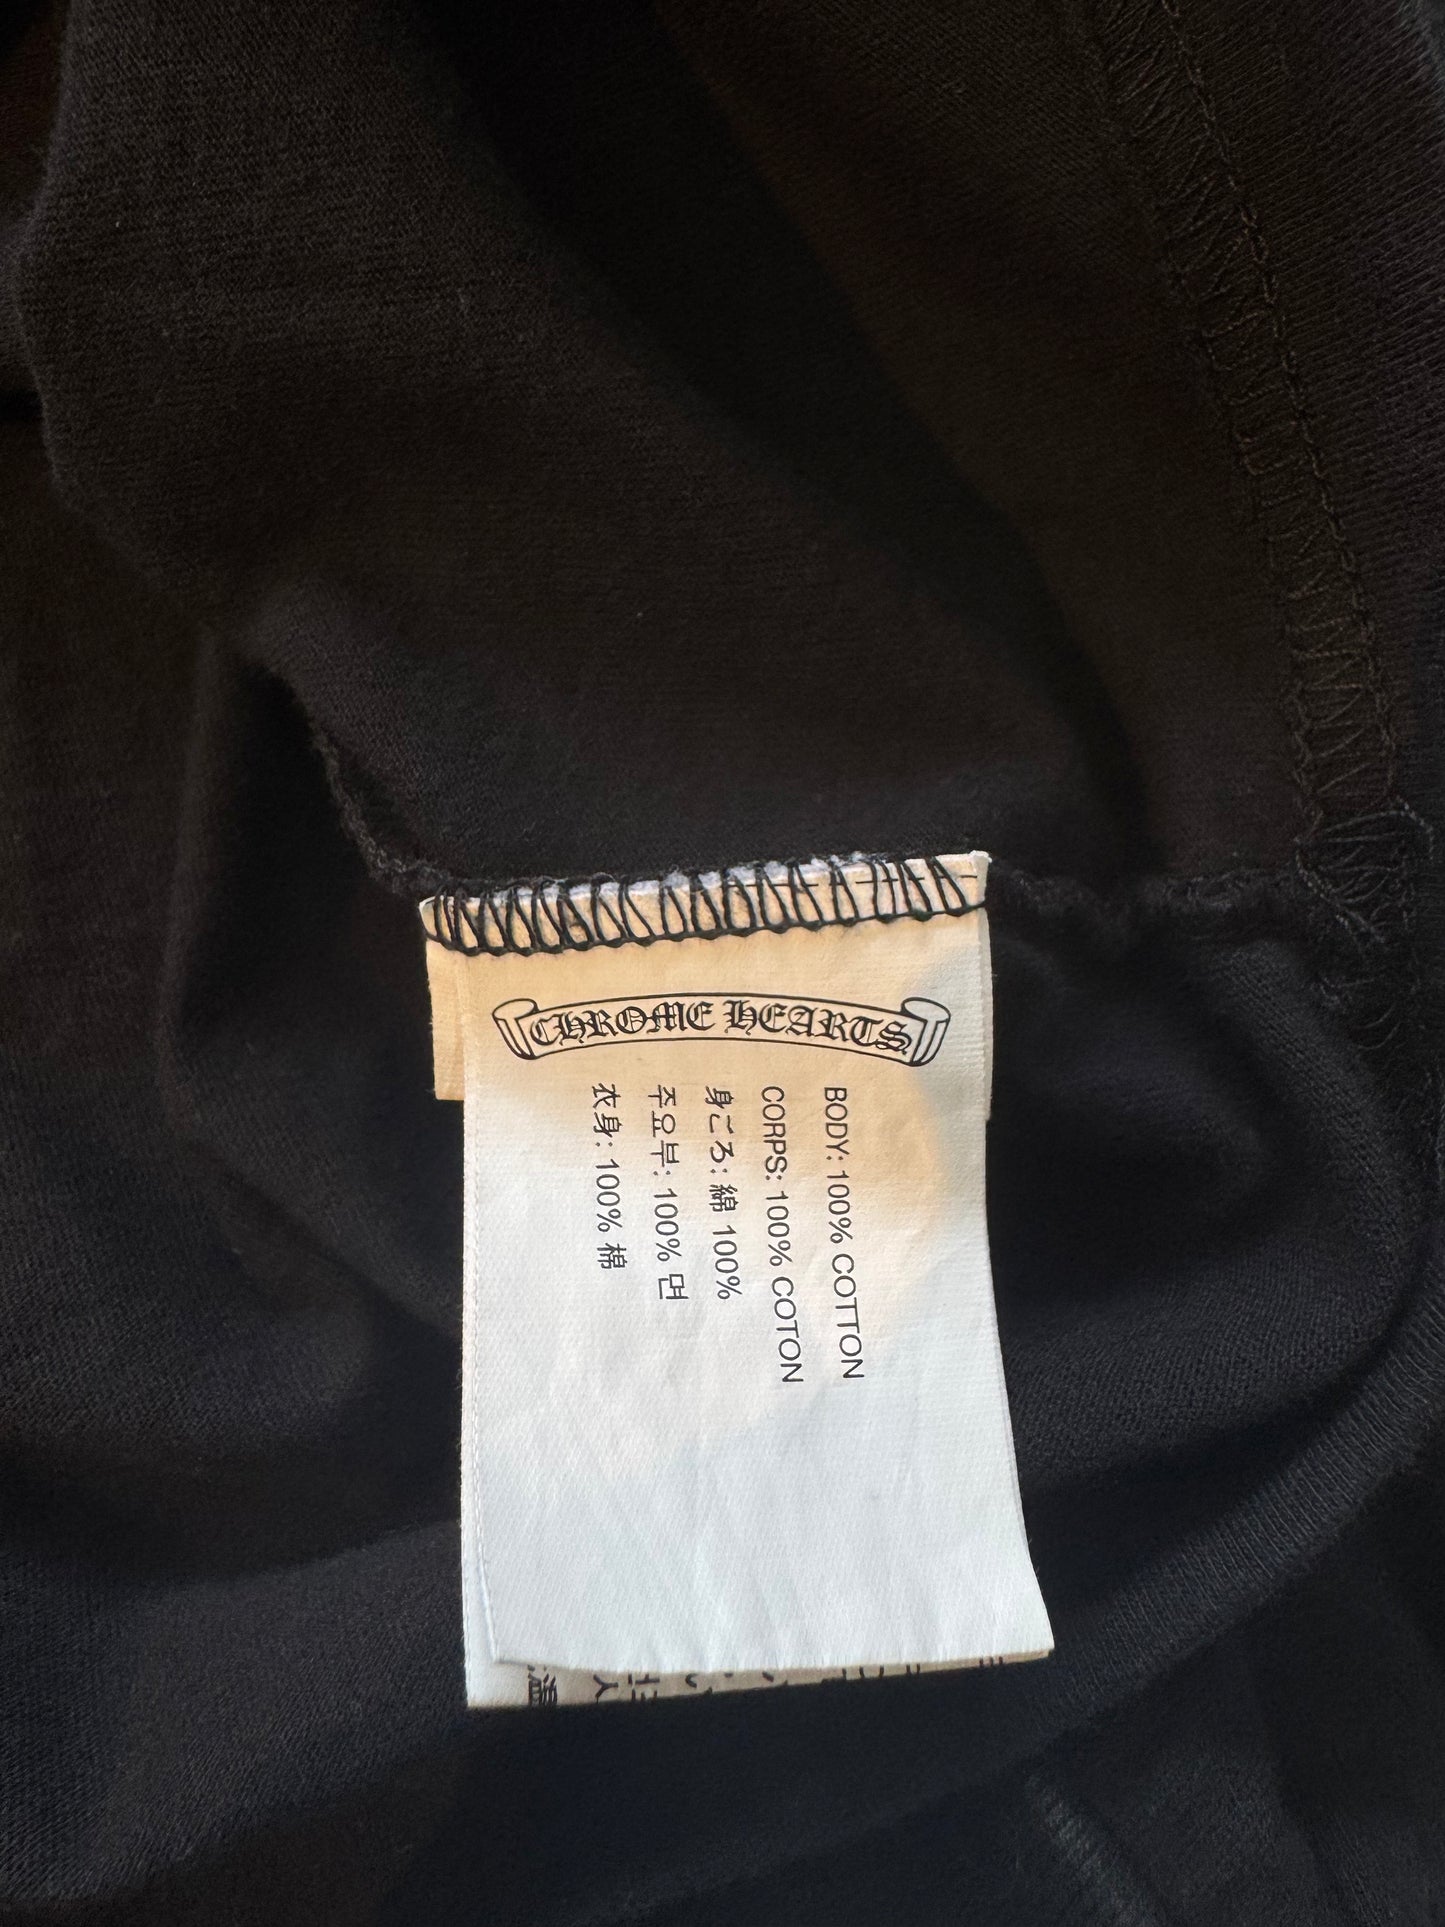 CHROME HEARTS
BODY: 100% COTTON
CORPS: 100% COTON
身ごろ: 綿 100%
주요부: 100% 면
衣身: 100% 棉